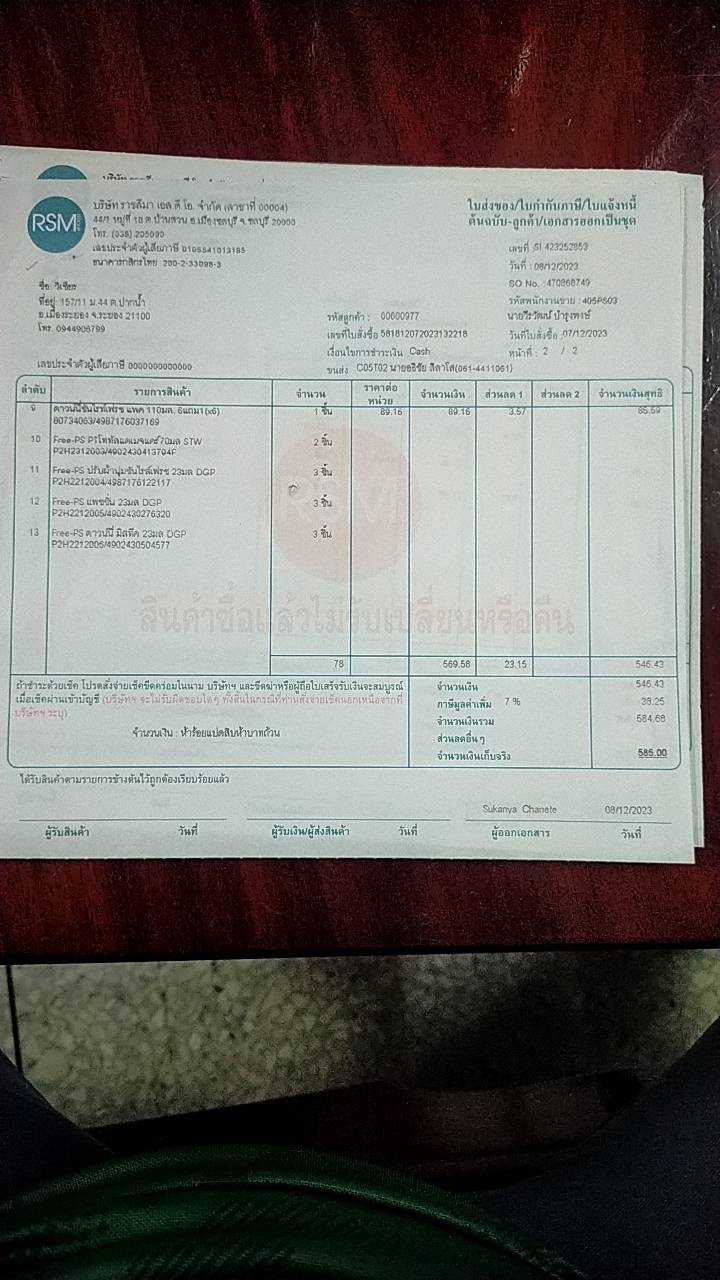 RSM
บริษัท ราชสีมา เอส ดี โอ. จำกัด (สาขาที่ 00004)
44/1 หมู่ที่ 10 ต.บ้านสวน อ.เมืองชลบุรี จ.ชลบุรี 20000
โทร. (038) 205090
เลขประจำตัวผู้เสียภาษี 0105541013185
ธนาคารกสิกรไทย 200-2-33098-3
ใบส่งของ/ใบกำกับภาษี/ใบแจ้งหนี้
ต้นฉบับ-ลูกค้า/เอกสารออกเป็นชุด
เลขที่ :SI 423252853
วันที่ : 08/12/2023
SO No. :470868749
รหัสพนักงานขาย : 405PS03
นายวีรวัฒน์ บำรุงพงษ์
วันที่ใบสั่งซื้อ :07/12/2023
หน้าที่ : 2 / 2
ชื่อ: วิเชียร
ที่อยู่: 157/11 ม.44 ต.ปากน้ำ
อ.เมืองระยอง จ.ระยอง 21100
โทร. 0944906799
รหัสลูกค้า : 60600977
เลขที่ใบสั่งซื้อ 581812072023132218
เงื่อนไขการชำระเงิน Cash
ขนส่ง C05T02 (061-4411061)
เลขประจำตัวผู้เสียภาษี 0000000000000
ลำดับ รายการสินค้า จำนวน ราคาต่อหน่วย จำนวนเงิน ส่วนลด 1 ส่วนลด 2 จำนวนเงินสุทธิ
9 ดาวน์นี่ซันไรส์เฟรช แพค 110มล. 6แถม1(x6) 1 ชิ้น 89.16 89.16 3.57 85.59
80734063/4987176037169
10 Free-PS 70มล STW 2 ชิ้น
P2H2312003/4902430413794F
11 Free-PS ปรับผ้านุ่มซันไรส์เฟรช 23มล DGP 3 ชิ้น
P2H2212004/4987176122117
12 Free-PS แพชชั่น 23มล DGP 3 ชิ้น
P2H2212005/4902430276320
13 Free-PS ดาวน์นี่ มิสทีค 23มล DGP 3 ชิ้น
P2H2212006/4902430504577
RSM
สินค้าซื้อแล้วไม่รับเปลี่ยนหรือคืน
78 569.58 23.15 546.43
ถ้าชำระด้วยเช็ค โปรดสั่งจ่ายเช็คขีดคร่อมในนาม บริษัทฯ และขีดฆ่าหรือผู้ถือใบเสร็จรับเงินจะสมบูรณ์
เมื่อเช็คผ่านเข้าบัญชี (บริษัทฯ จะไม่รับผิดชอบใดๆ ทั้งสิ้นในกรณีที่ท่านสั่งจ่ายเช็คนอกเหนือจากที่
บริษัทฯ ระบุ)
จำนวนเงิน : ห้าร้อยแปดสิบห้าบาทถ้วน
จำนวนเงิน 546.43
ภาษีมูลค่าเพิ่ม 7 % 38.25
จำนวนเงินรวม 584.68
ส่วนลดอื่นๆ
จำนวนเงินเก็บจริง 585.00
ได้รับสินค้าตามรายการข้างต้นไว้ถูกต้องเรียบร้อยแล้ว
Sukanya Chanete 08/12/2023
ผู้รับสินค้า วันที่ ผู้รับเงิน/ผู้ส่งสินค้า วันที่ ผู้ออกเอกสาร วันที่